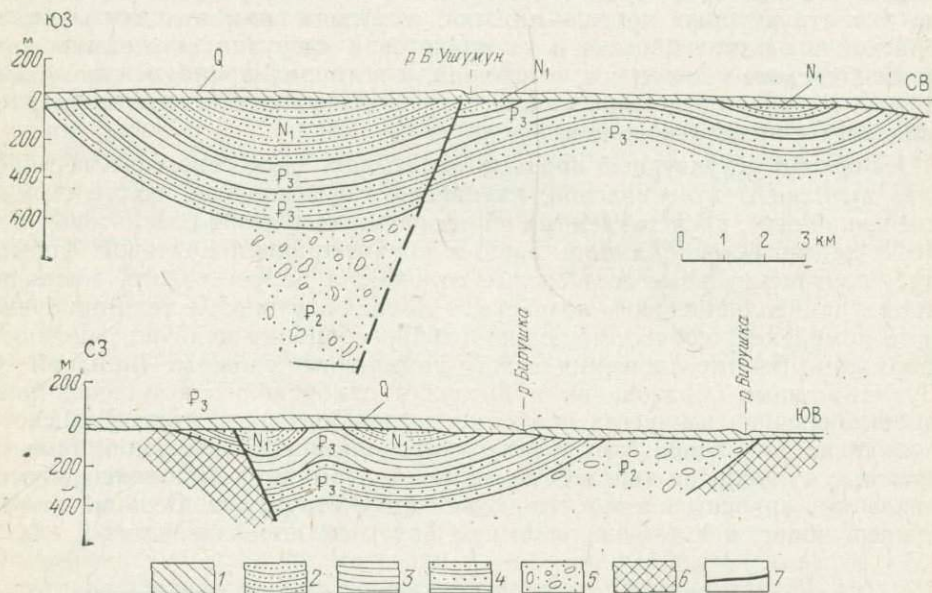 ЮЗ
м
200
0
200
400
600
Q
р. Б Ушумун
N₁
N₁
СВ
N₁
P₃
P₃
P₃
P₃
P₂
0 1 2 3 км
СЗ
м
200
0
200
400
P₃
Q
р. Бирушка
р. Бирушка
ЮВ
N₁
P₃
N₁
P₃
P₂
1 2 3 4 5 6 7